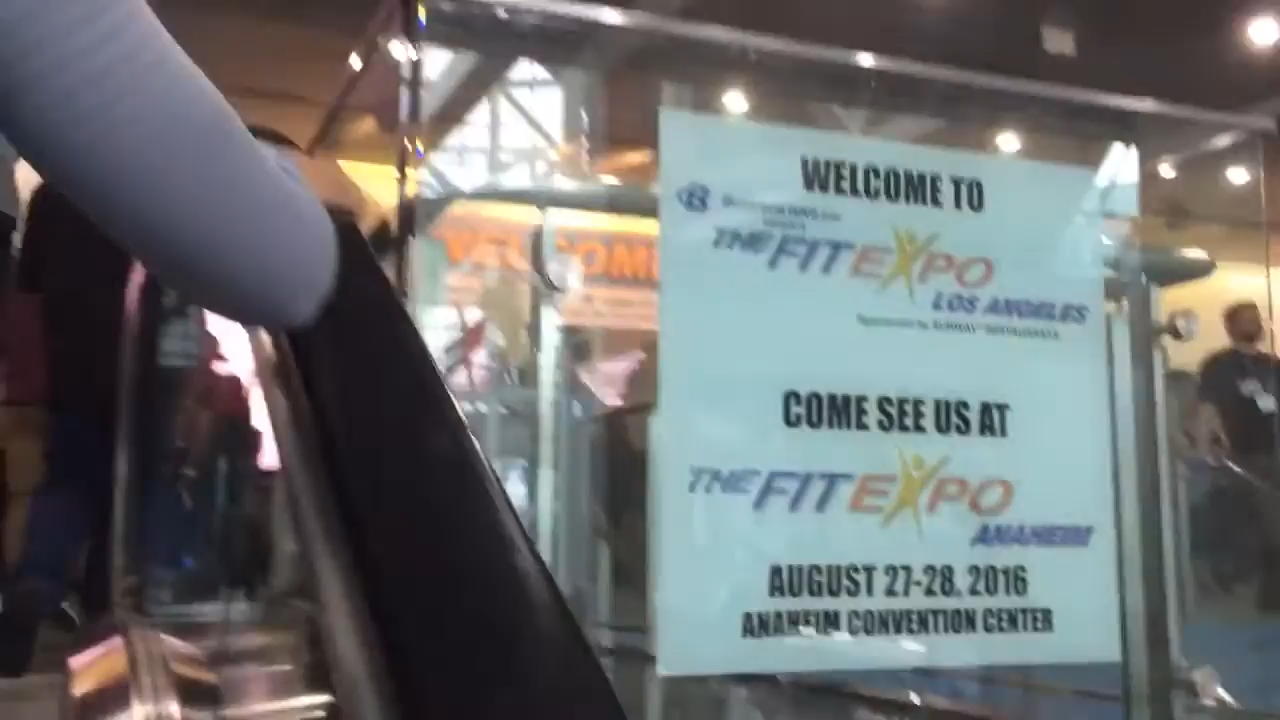 WELCOME
WELCOME TO
THE FIT EXPO
LOS ANGELES
COME SEE US AT
THE FIT EXPO
ANAHEIM
AUGUST 27-28, 2016
ANAHEIM CONVENTION CENTER